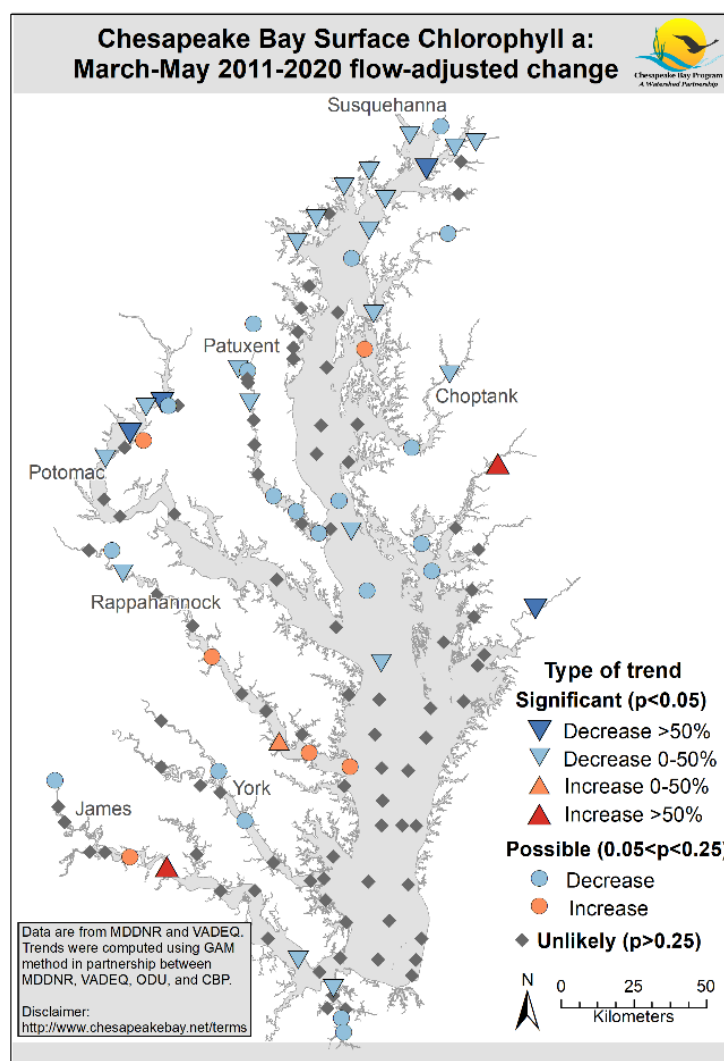 Chesapeake Bay Surface Chlorophyll a:
March-May 2011-2020 flow-adjusted change
Chesapeake Bay Program
A Watershed Partnership
Susquehanna
Patuxent
Choptank
Potomac
Rappahannock
York
James
Type of trend
Significant (p<0.05)
Decrease >50%
Decrease 0-50%
Increase 0-50%
Increase >50%
Possible (0.05<p<0.25)
Decrease
Increase
Unlikely (p>0.25)
Data are from MDDNR and VADEQ.
Trends were computed using GAM
method in partnership between
MDDNR, VADEQ, ODU, and CBP.
Disclaimer:
http://www.chesapeakebay.net/terms
N
0 25 50
Kilometers